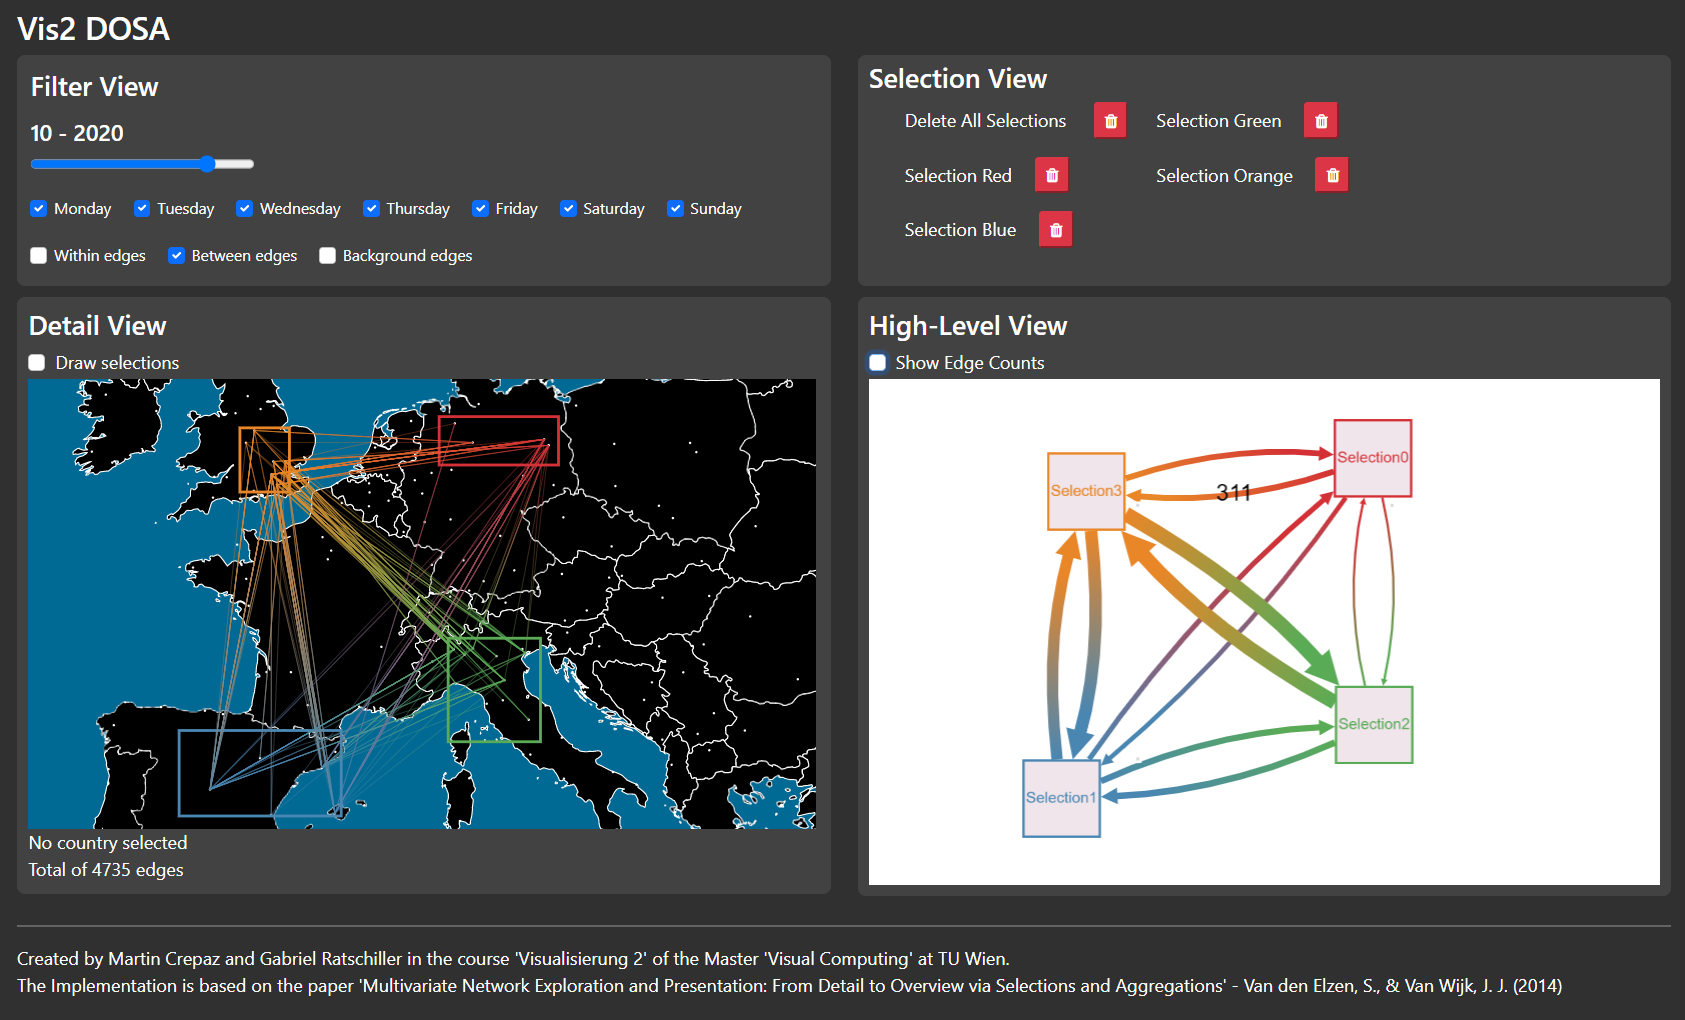 Vis2 DOSA
Filter View
10 - 2020
Monday Tuesday Wednesday Thursday Friday Saturday Sunday
Within edges Between edges Background edges
Selection View
Delete All Selections Selection Green
Selection Red Selection Orange
Selection Blue
Detail View
Draw selections
No country selected
Total of 4735 edges
High-Level View
Show Edge Counts
Selection0
Selection3
311
Selection2
Selection1
Created by Martin Crepaz and Gabriel Ratschiller in the course 'Visualisierung 2' of the Master 'Visual Computing' at TU Wien.
The Implementation is based on the paper 'Multivariate Network Exploration and Presentation: From Detail to Overview via Selections and Aggregations' - Van den Elzen, S., & Van Wijk, J. J. (2014)